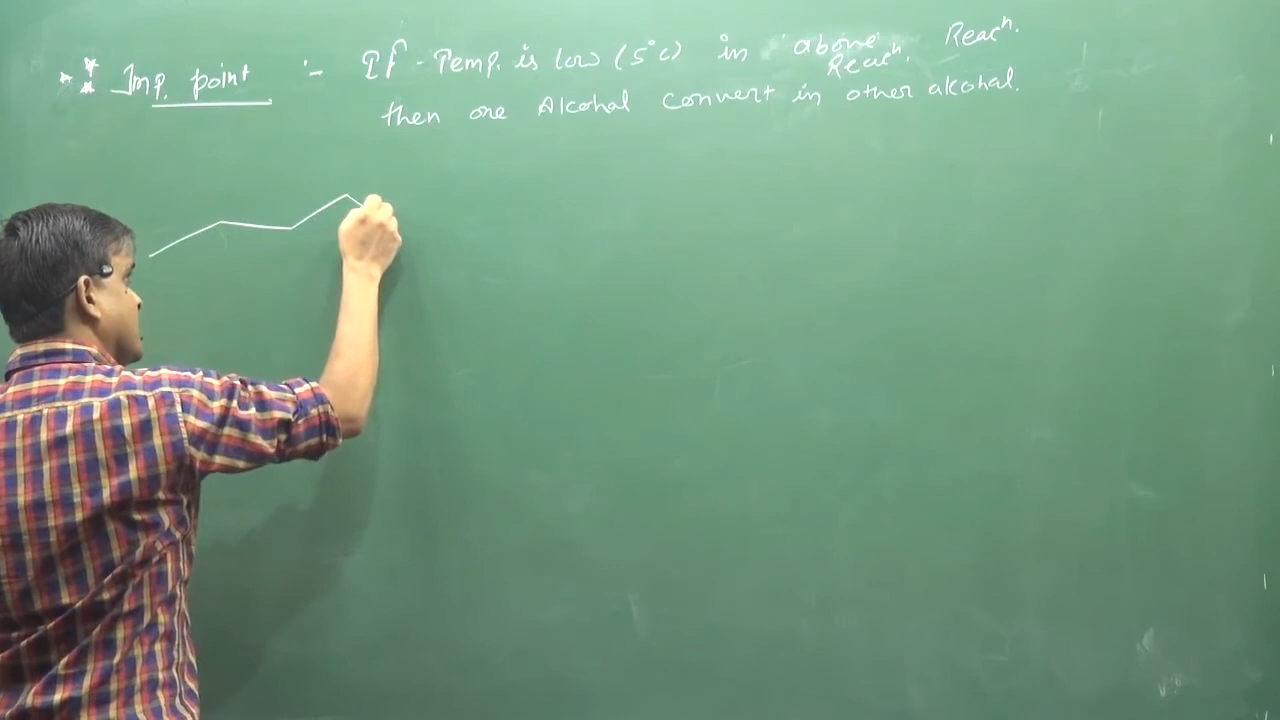 Imp. point :- If Temp. is low (5°C) in above Reacⁿ.
Reacⁿ.
then one Alcohal convert in other alcohal.